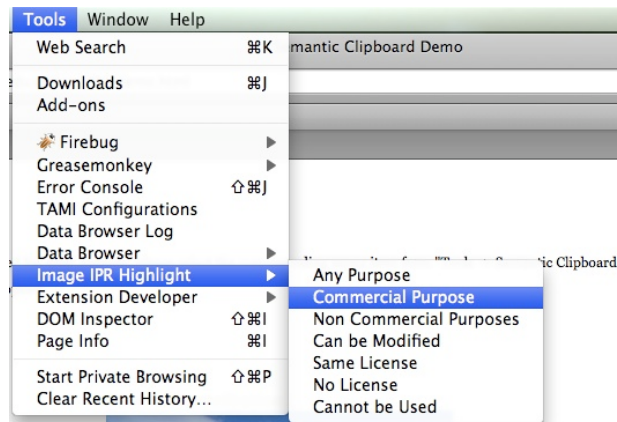 Tools Window Help
Web Search ⌘K
mantic Clipboard Demo
Downloads ⌘J
Add-ons
Firebug ▶
Greasemonkey ▶
Error Console ⇧⌘J
TAMI Configurations
Data Browser Log
Data Browser ▶
tic Clipboard
Image IPR Highlight ▶
Any Purpose
Extension Developer ▶
Commercial Purpose
DOM Inspector ⇧⌘I
Non Commercial Purposes
Page Info ⌘I
Can be Modified
Same License
Start Private Browsing ⇧⌘P
No License
Clear Recent History...
Cannot be Used